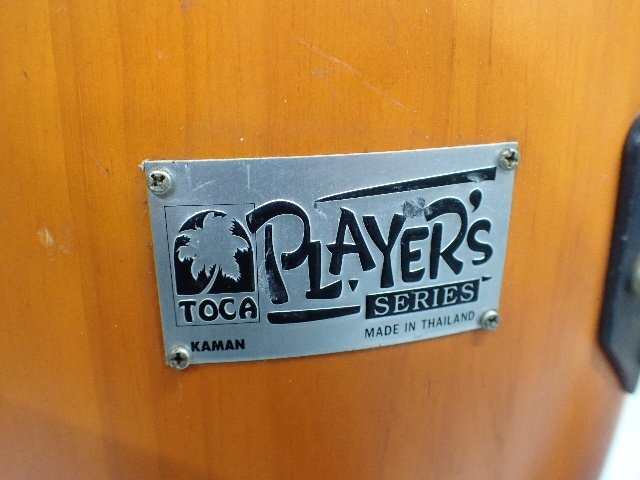 PLAYER'S
SERIES
TOCA
MADE IN THAILAND
KAMAN